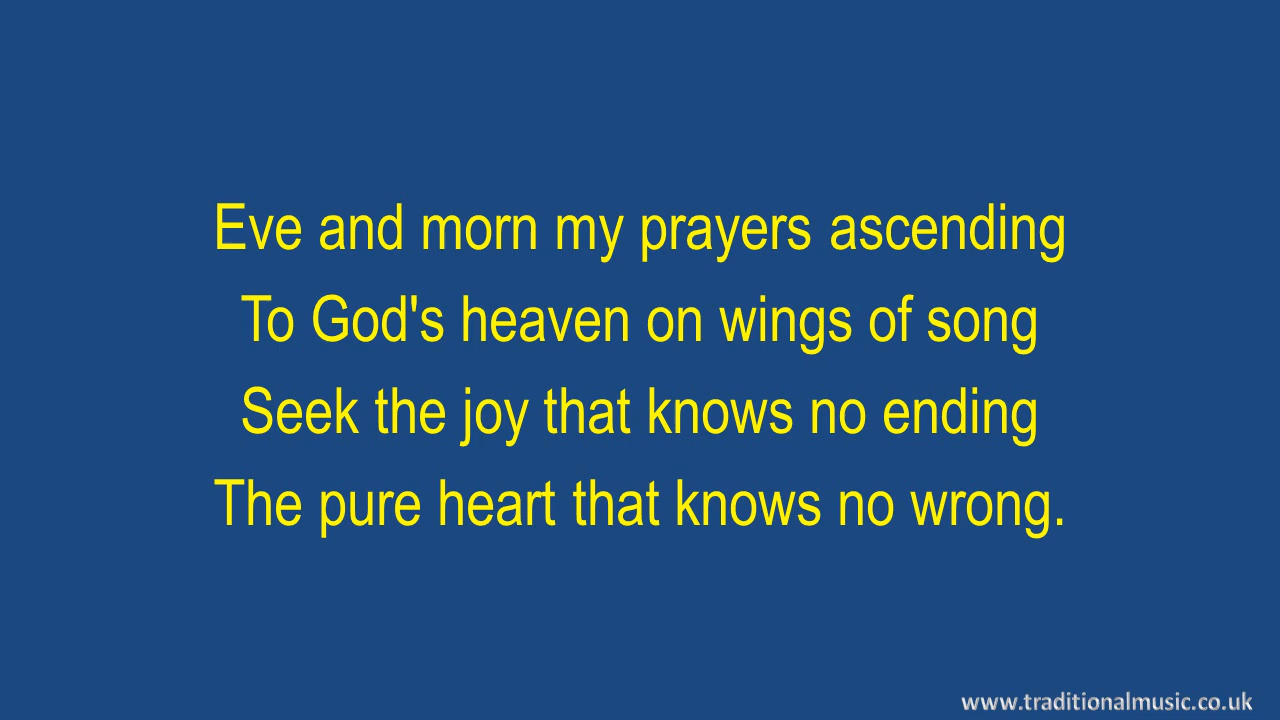 Eve and morn my prayers ascending
To God's heaven on wings of song
Seek the joy that knows no ending
The pure heart that knows no wrong.
www.traditionalmusic.co.uk